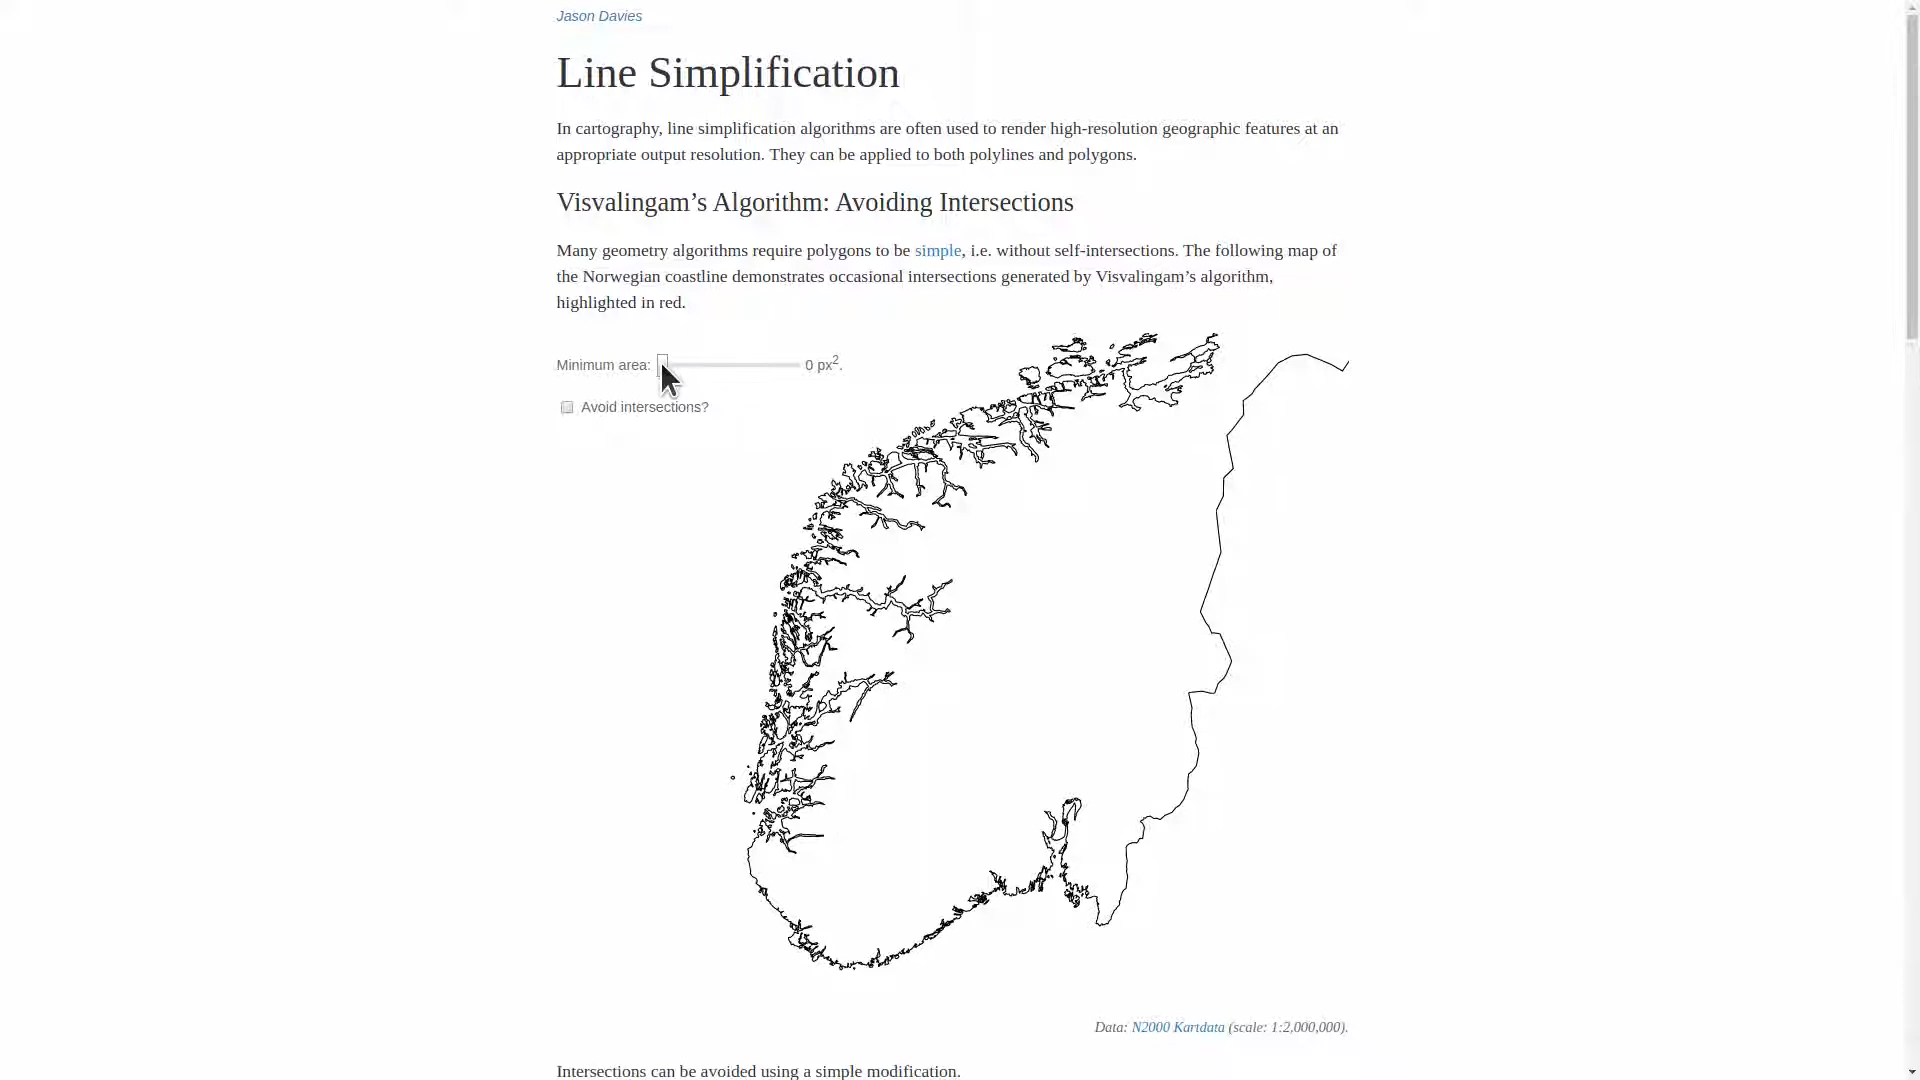 Jason Davies
Line Simplification
In cartography, line simplification algorithms are often used to render high-resolution geographic features at an
appropriate output resolution. They can be applied to both polylines and polygons.
Visvalingam’s Algorithm: Avoiding Intersections
Many geometry algorithms require polygons to be simple, i.e. without self-intersections. The following map of
the Norwegian coastline demonstrates occasional intersections generated by Visvalingam’s algorithm,
highlighted in red.
Minimum area: 0 px².
Avoid intersections?
Data: N2000 Kartdata (scale: 1:2,000,000).
Intersections can be avoided using a simple modification.